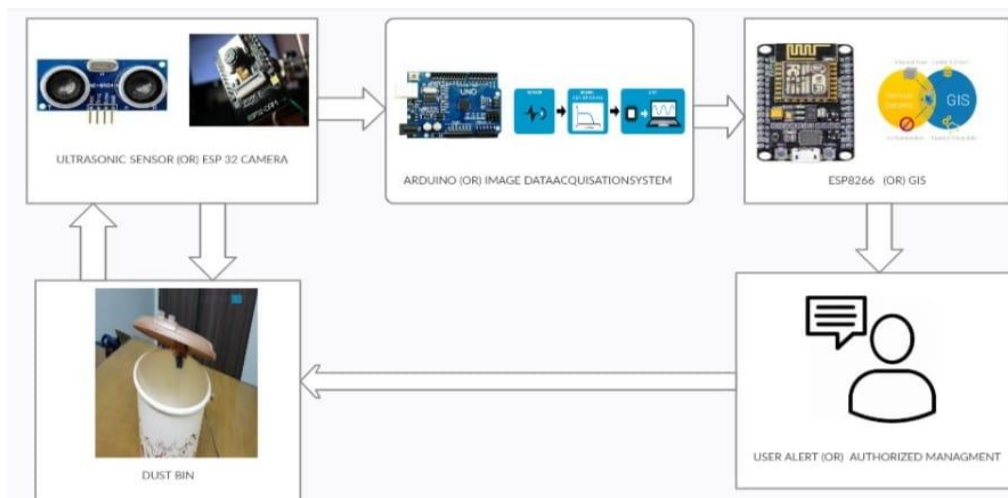 ULTRASONIC SENSOR (OR) ESP 32 CAMERA
UNO
ARDUINO (OR) IMAGE DATAACQUISATIONSYSTEM
GIS
ESP8266 (OR) GIS
DUST BIN
USER ALERT (OR) AUTHORIZED MANAGMENT